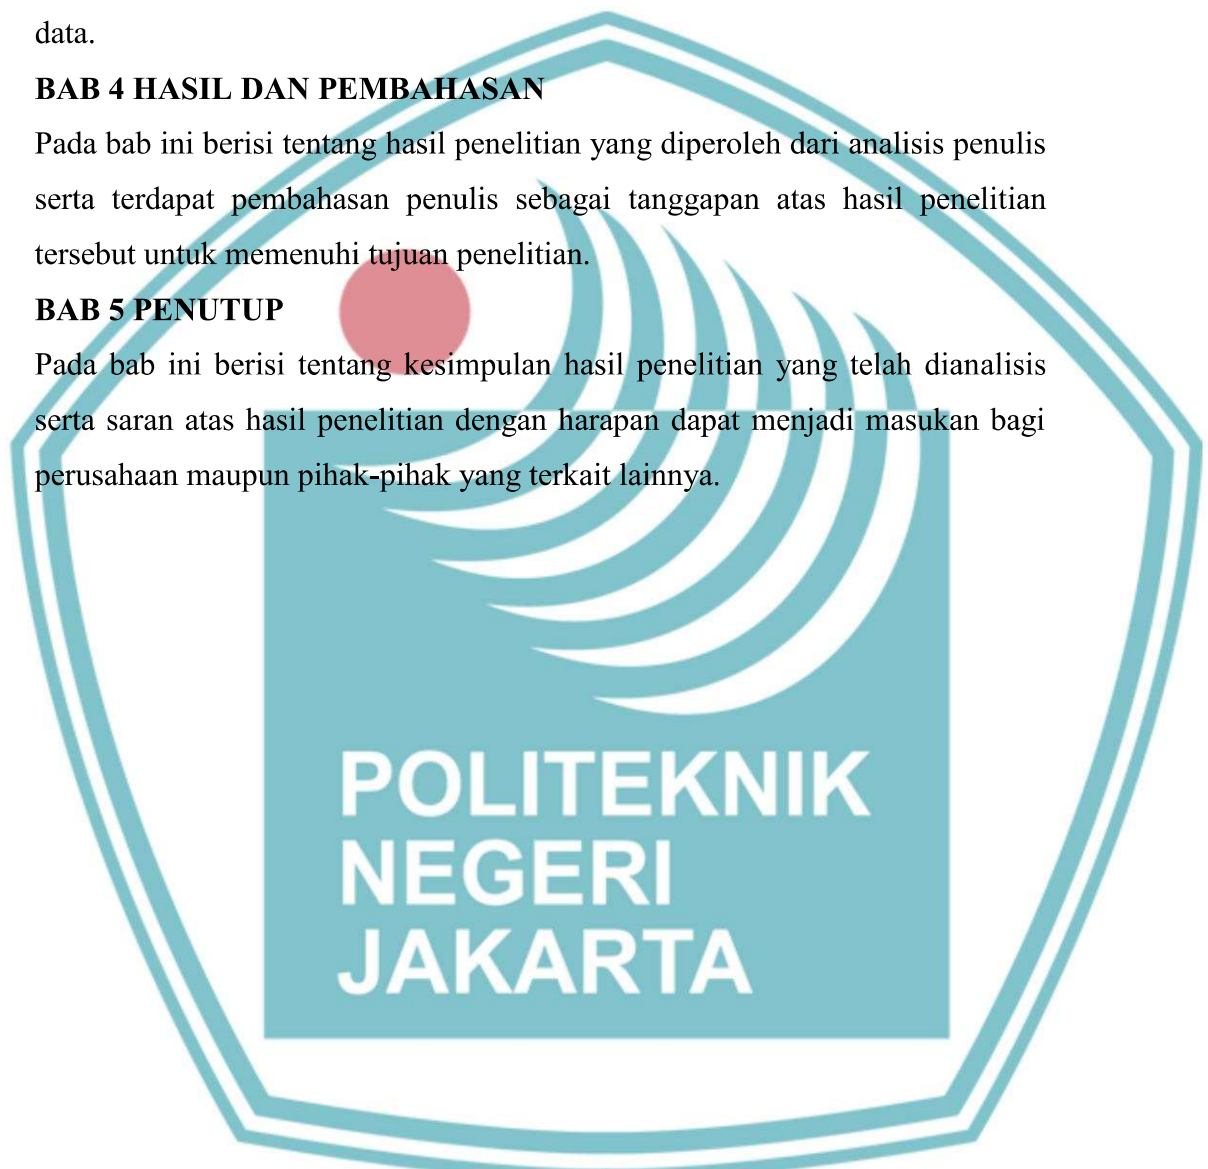 data.
BAB 4 HASIL DAN PEMBAHASAN
Pada bab ini berisi tentang hasil penelitian yang diperoleh dari analisis penulis
serta terdapat pembahasan penulis sebagai tanggapan atas hasil penelitian
tersebut untuk memenuhi tujuan penelitian.
BAB 5 PENUTUP
Pada bab ini berisi tentang kesimpulan hasil penelitian yang telah dianalisis
serta saran atas hasil penelitian dengan harapan dapat menjadi masukan bagi
perusahaan maupun pihak-pihak yang terkait lainnya.
POLITEKNIK
NEGERI
JAKARTA